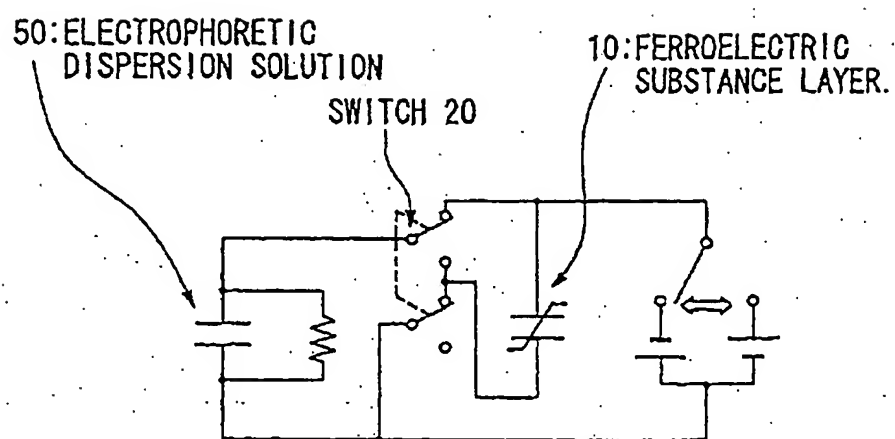 50:ELECTROPHORETIC
DISPERSION SOLUTION
10:FERROELECTRIC
SUBSTANCE LAYER.
SWITCH 20